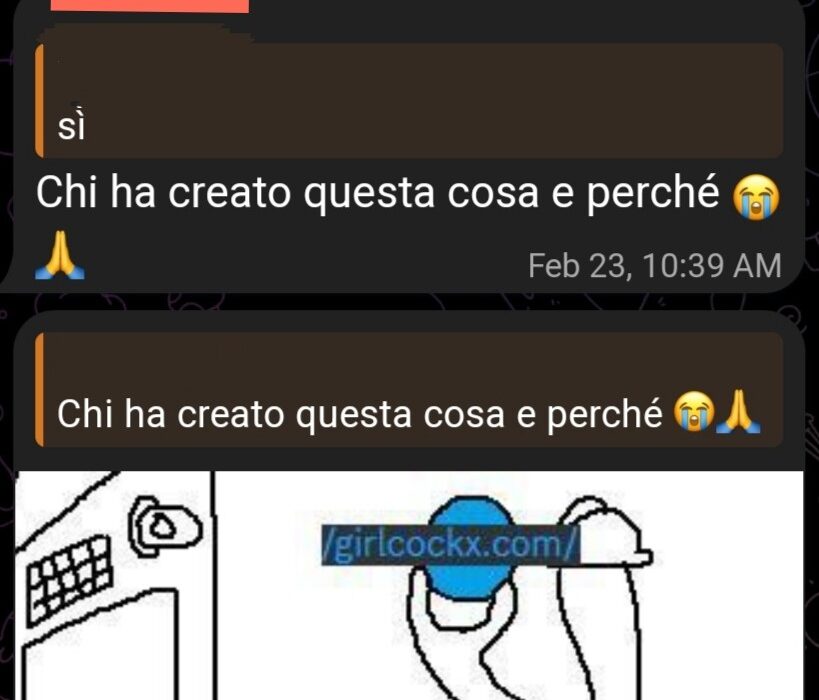 sì
Chi ha creato questa cosa e perché 😭
🙏
Feb 23, 10:39 AM
Chi ha creato questa cosa e perché 😭🙏
/girlcockx.com/